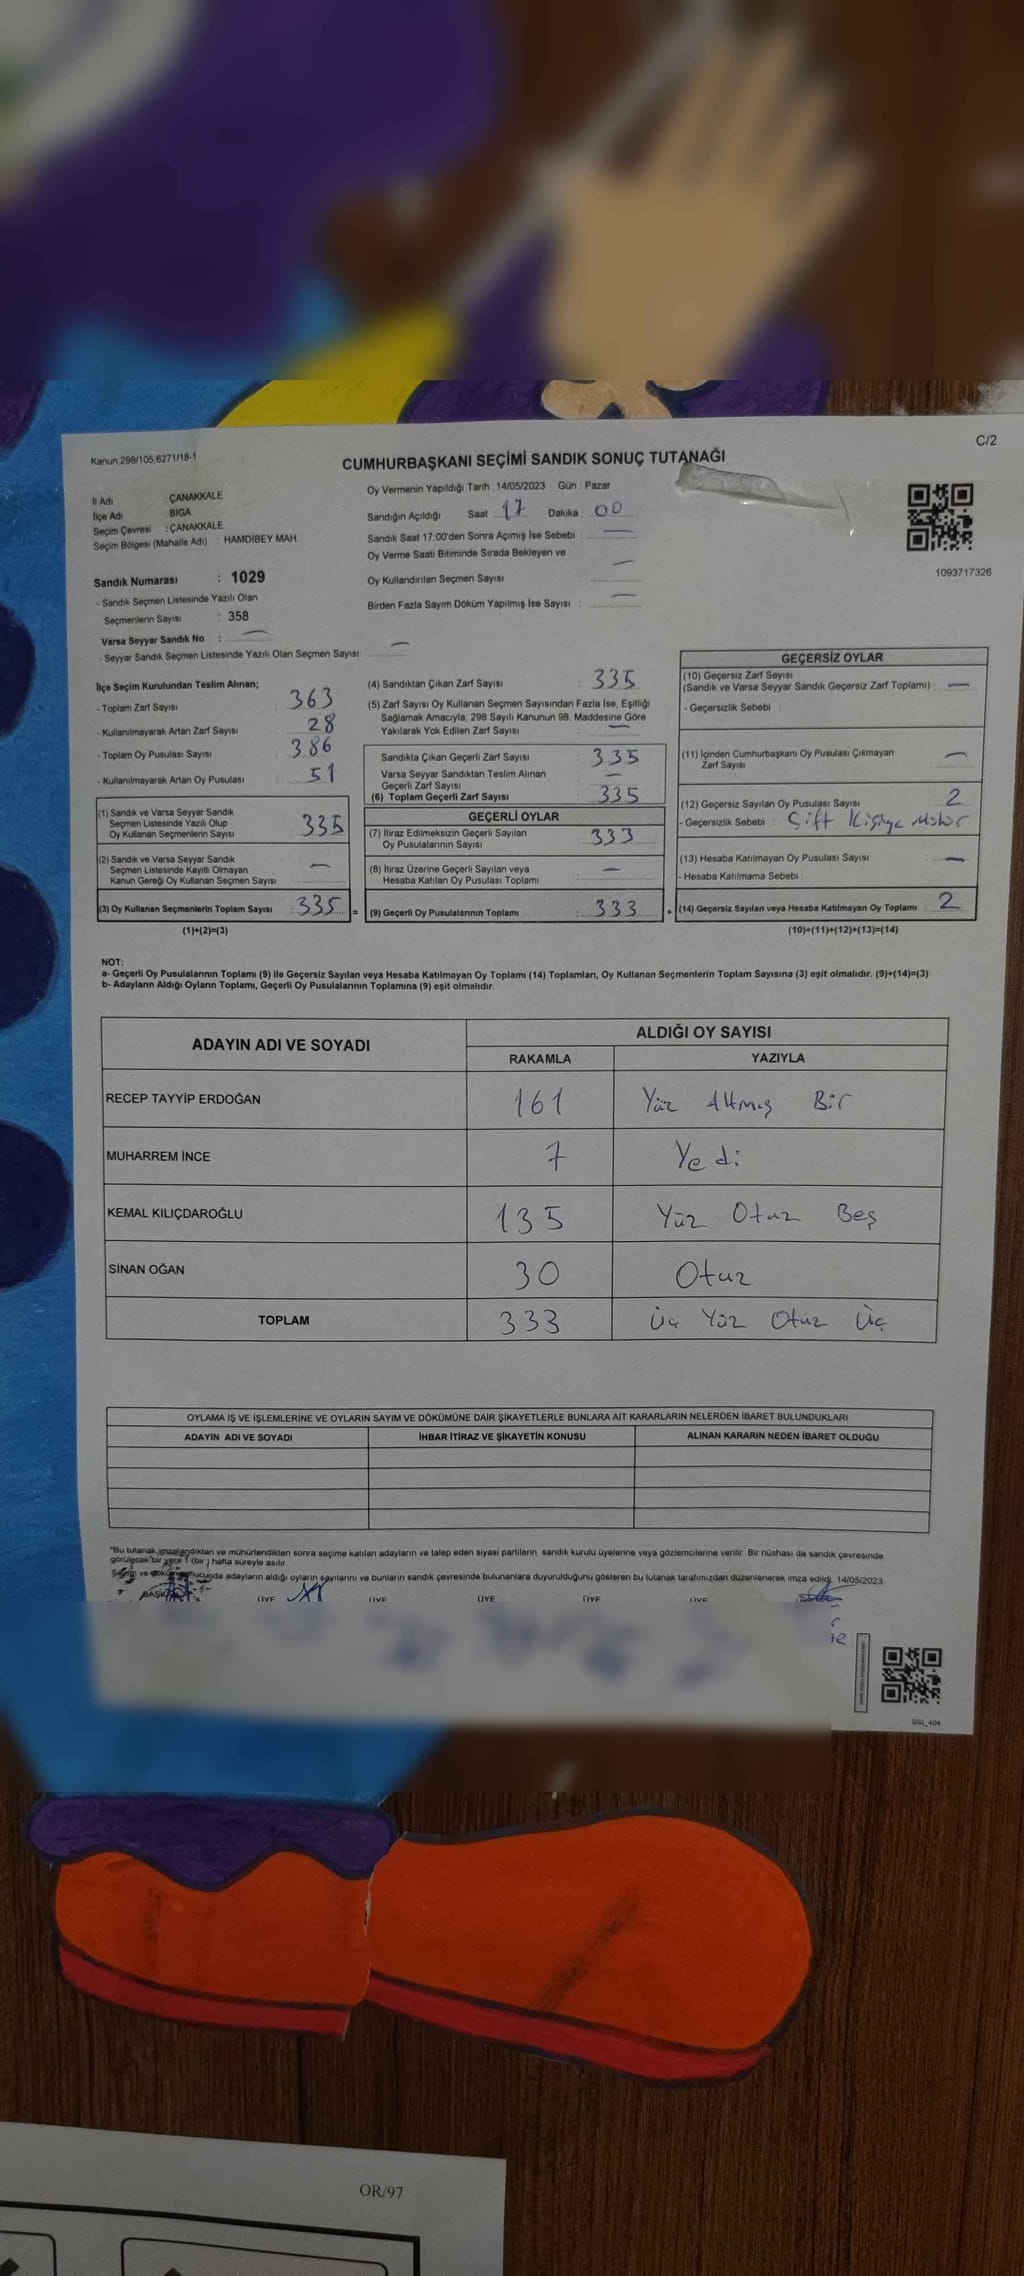 C/2
Kanun 298/105,6271/18-1
CUMHURBAŞKANI SEÇİMİ SANDIK SONUÇ TUTANAĞI
İl Adı ÇANAKKALE
İlçe Adı BİGA
Seçim Çevresi : ÇANAKKALE
Seçim Bölgesi (Mahalle Adı) : HAMDİBEY MAH.
Oy Vermenin Yapıldığı Tarih : 14/05/2023 Gün : Pazar
Sandığın Açıldığı Saat 17 Dakika : 00
Sandık Saat 17:00'den Sonra Açımış İse Sebebi : —
Oy Verme Saati Bitiminde Sırada Bekleyen ve
Oy Kullandırılan Seçmen Sayısı —
Birden Fazla Sayım Döküm Yapılmış İse Sayısı : —
1093717326
Sandık Numarası : 1029
- Sandık Seçmen Listesinde Yazılı Olan
Seçmenlerin Sayısı : 358
Varsa Seyyar Sandık No : —
- Seyyar Sandık Seçmen Listesinde Yazılı Olan Seçmen Sayısı: —
İlçe Seçim Kurulundan Teslim Alınan;
- Toplam Zarf Sayısı 363
- Kullanılmayarak Artan Zarf Sayısı 28
- Toplam Oy Pusulası Sayısı 386
- Kullanılmayarak Artan Oy Pusulası 51
(1) Sandık ve Varsa Seyyar Sandık
Seçmen Listesinde Yazılı Olup
Oy Kullanan Seçmenlerin Sayısı 335
(2) Sandık ve Varsa Seyyar Sandık
Seçmen Listesinde Kayıtlı Olmayan
Kanun Gereği Oy Kullanan Seçmen Sayısı —
(3) Oy Kullanan Seçmenlerin Toplam Sayısı : 335 =
(1)+(2)=(3)
(4) Sandıktan Çıkan Zarf Sayısı : 335
(5) Zarf Sayısı Oy Kullanan Seçmen Sayısından Fazla İse, Eşitliği
Sağlamak Amacıyla; 298 Sayılı Kanunun 98. Maddesine Göre
Yakılarak Yok Edilen Zarf Sayısı : —
Sandıkta Çıkan Geçerli Zarf Sayısı : 335
Varsa Seyyar Sandıktan Teslim Alınan
Geçerli Zarf Sayısı —
(6) Toplam Geçerli Zarf Sayısı 335
GEÇERLİ OYLAR
(7) İtiraz Edilmeksizin Geçerli Sayılan
Oy Pusulalarının Sayısı : 333
(8) İtiraz Üzerine Geçerli Sayılan veya
Hesaba Katılan Oy Pusulası Toplamı —
(9) Geçerli Oy Pusulalarının Toplamı : 333 +
GEÇERSİZ OYLAR
(10) Geçersiz Zarf Sayısı
(Sandık ve Varsa Seyyar Sandık Geçersiz Zarf Toplamı) : —
- Geçersizlik Sebebi :
(11) İçinden Cumhurbaşkanı Oy Pusulası Çıkmayan
Zarf Sayısı —
(12) Geçersiz Sayılan Oy Pusulası Sayısı 2
- Geçersizlik Sebebi : Çift Kişiye Mühür
(13) Hesaba Katılmayan Oy Pusulası Sayısı —
- Hesaba Katılmama Sebebi :
(14) Geçersiz Sayılan veya Hesaba Katılmayan Oy Toplamı : 2
(10)+(11)+(12)+(13)=(14)
NOT:
a- Geçerli Oy Pusulalarının Toplamı (9) ile Geçersiz Sayılan veya Hesaba Katılmayan Oy Toplamı (14) Toplamları, Oy Kullanan Seçmenlerin Toplam Sayısına (3) eşit olmalıdır. (9)+(14)=(3)
b- Adayların Aldığı Oyların Toplamı, Geçerli Oy Pusulalarının Toplamına (9) eşit olmalıdır.
ADAYIN ADI VE SOYADI ALDIĞI OY SAYISI
RAKAMLA YAZIYLA
RECEP TAYYİP ERDOĞAN 161 Yüz Altmış Bir
MUHARREM İNCE 7 Yedi
KEMAL KILIÇDAROĞLU 135 Yüz Otuz Beş
SİNAN OĞAN 30 Otuz
TOPLAM 333 Üç Yüz Otuz Üç
OYLAMA İŞ VE İŞLEMLERİNE VE OYLARIN SAYIM VE DÖKÜMÜNE DAİR ŞİKAYETLERLE BUNLARA AİT KARARLARIN NELERDEN İBARET BULUNDUKLARI
ADAYIN ADI VE SOYADI İHBAR İTİRAZ VE ŞİKAYETİN KONUSU ALINAN KARARIN NEDEN İBARET OLDUĞU
"Bu tutanak imzalandıktan ve mühürlendikten sonra seçime katılan adayların ve talep eden siyasi partilerin sandık kurulu üyelerine veya gözlemcilerine verilir. Bir nüshası da sandık çevresinde
görülecek bir yere 1 (bir) hafta süreyle asılır.
Sayım ve döküm sonucunda adayların aldığı oyların sayılarını ve bunların sandık çevresinde bulunanlara duyurulduğunu gösteren bu tutanak tarafımızdan düzenlenerek imza edildi. 14/05/2023
BAŞKAN ÜYE ÜYE ÜYE ÜYE ÜYE
SSI_404
OR/97